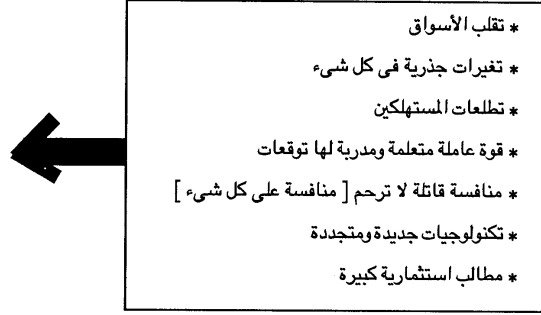 * تقلب الأسواق
* تغيرات جذرية فى كل شىء
* تطلعات المستهلكين
* قوة عاملة متعلمة ومدربة لها توقعات
* منافسة قاتلة لا ترحم [ منافسة على كل شىء ]
* تكنولوجيات جديدة ومتجددة
* مطالب استثمارية كبيرة